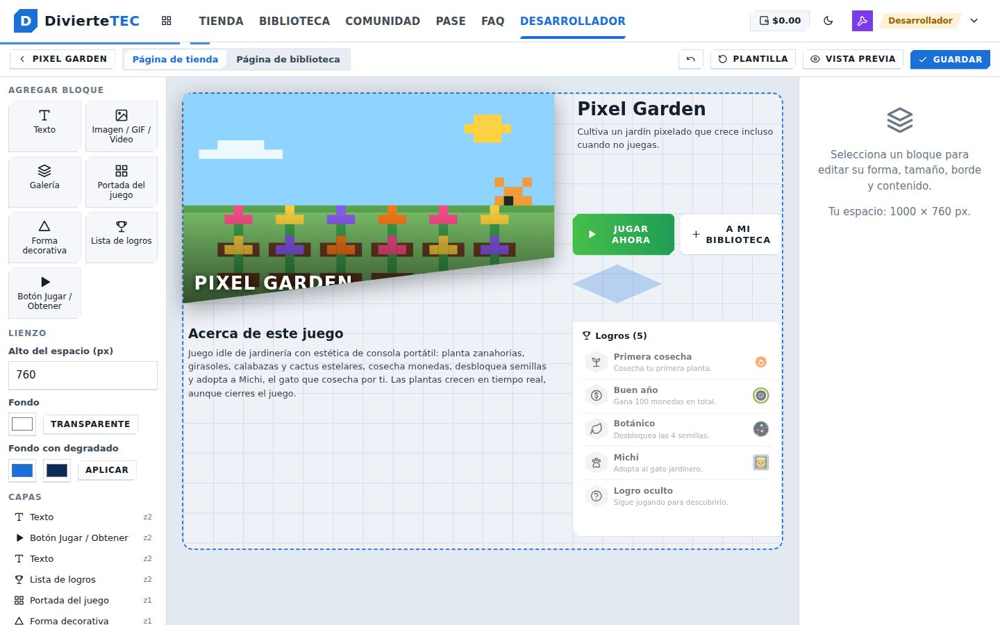 D DivierteTEC
TIENDA BIBLIOTECA COMUNIDAD PASE FAQ DESARROLLADOR
$0.00
Desarrollador
PIXEL GARDEN
Página de tienda Página de biblioteca
PLANTILLA
VISTA PREVIA
GUARDAR
AGREGAR BLOQUE
Texto
Imagen / GIF /
Video
Galería
Portada del
juego
Forma
decorativa
Lista de logros
Botón Jugar /
Obtener
LIENZO
Alto del espacio (px)
760
Fondo
TRANSPARENTE
Fondo con degradado
APLICAR
CAPAS
Texto z2
Botón Jugar / Obtener z2
Texto z2
Lista de logros z2
Portada del juego z1
Forma decorativa z1
PIXEL GARDEN
Pixel Garden
Cultiva un jardín pixelado que crece incluso
cuando no juegas.
JUGAR
AHORA
A MI
BIBLIOTECA
Acerca de este juego
Juego idle de jardinería con estética de consola portátil: planta zanahorias,
girasoles, calabazas y cactus estelares, cosecha monedas, desbloquea semillas
y adopta a Michi, el gato que cosecha por ti. Las plantas crecen en tiempo real,
aunque cierres el juego.
Logros (5)
Primera cosecha
Cosecha tu primera planta.
Buen año
Gana 100 monedas en total.
Botánico
Desbloquea las 4 semillas.
Michi
Adopta al gato jardinero.
Logro oculto
Sigue jugando para descubrirlo.
Selecciona un bloque para
editar su forma, tamaño, borde
y contenido.
Tu espacio: 1000 × 760 px.